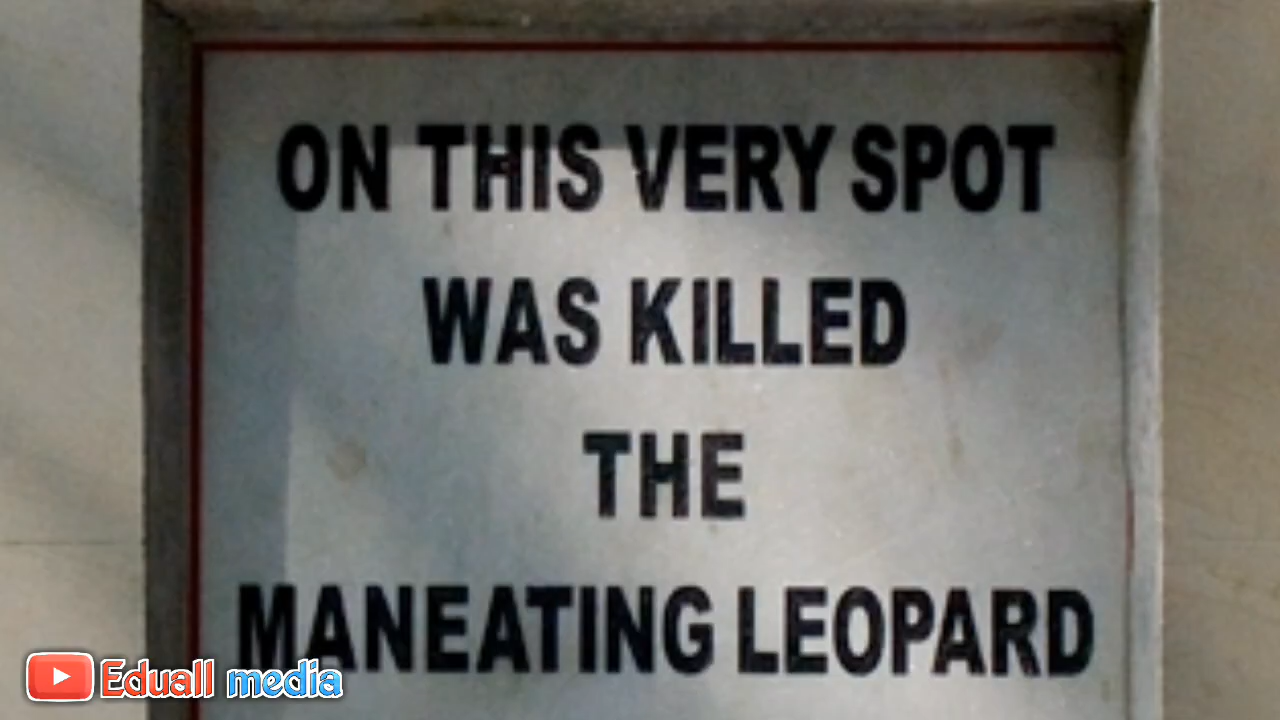 ON THIS VERY SPOT
WAS KILLED
THE
MANEATING LEOPARD
Eduall media